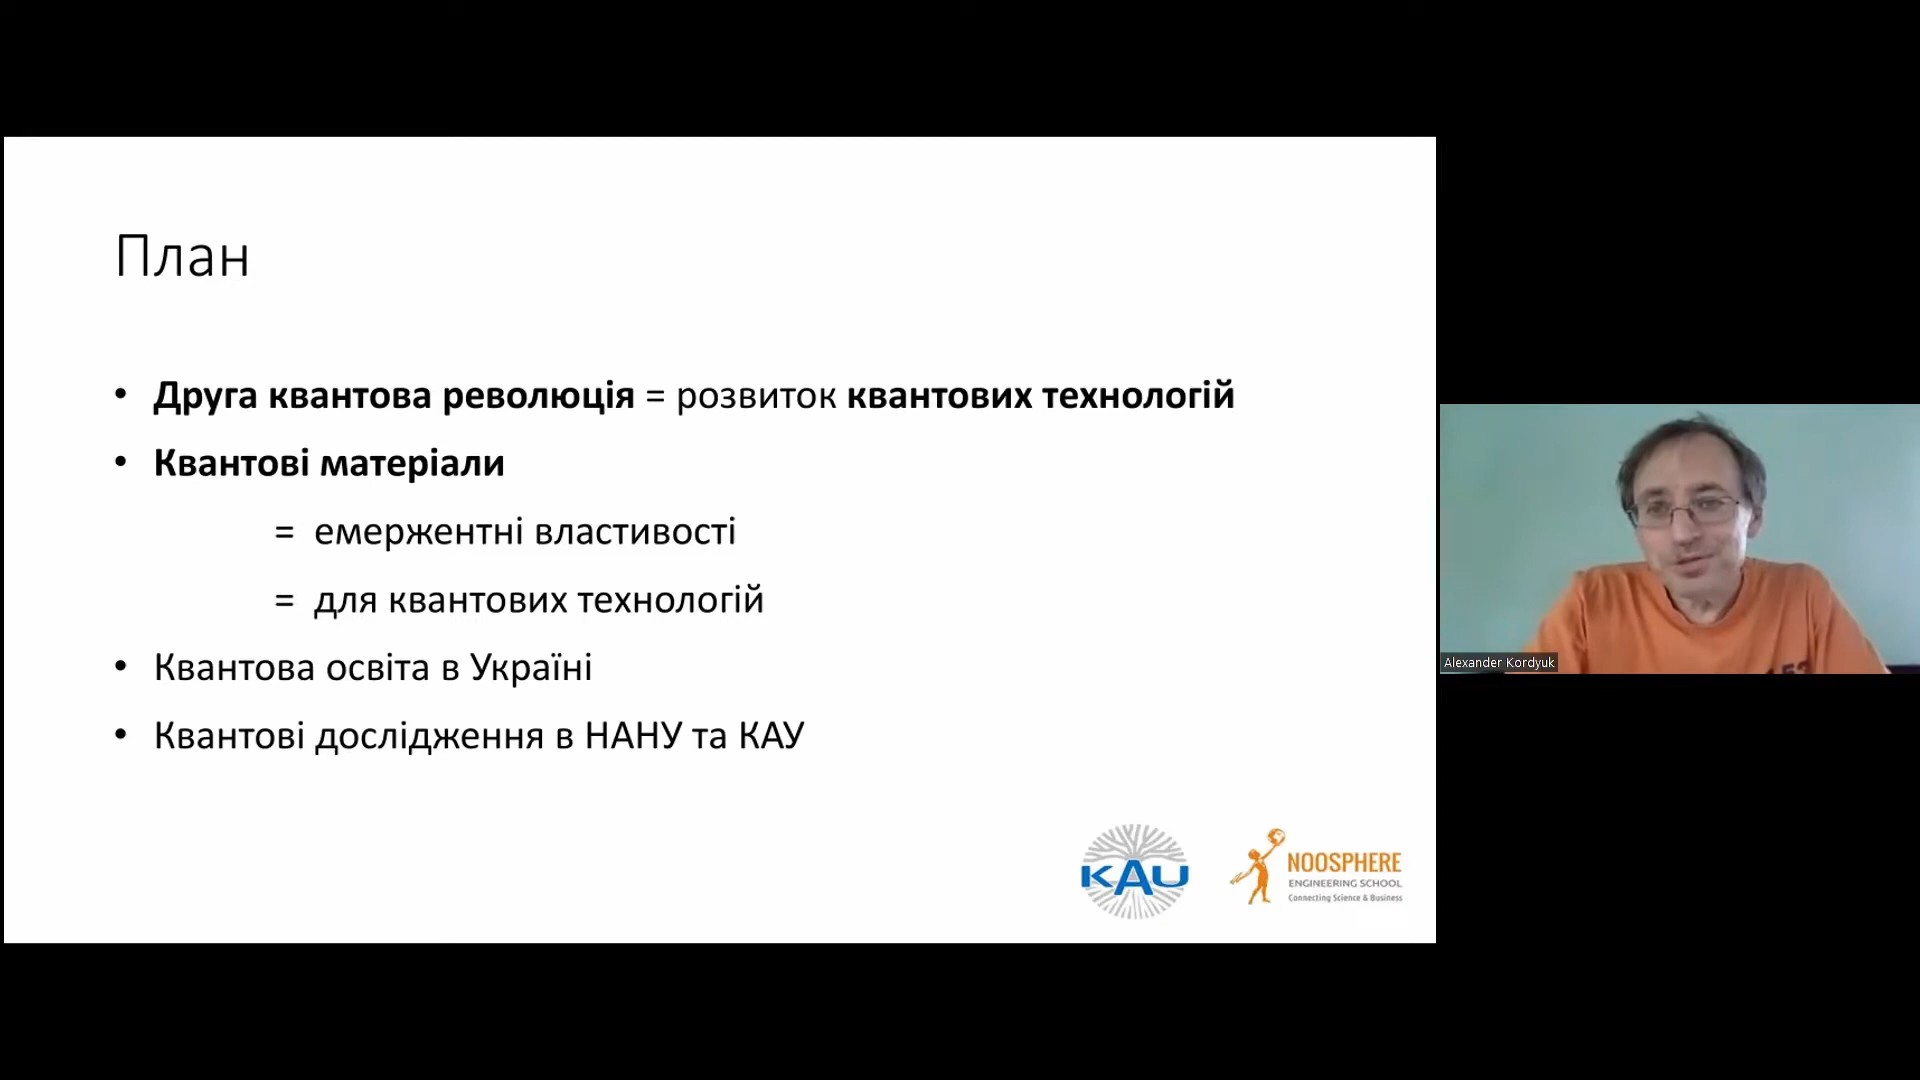 План
• Друга квантова революція = розвиток квантових технологій
• Квантові матеріали
= емержентні властивості
= для квантових технологій
• Квантова освіта в Україні
• Квантові дослідження в НАНУ та КАУ
KAU
NOOSPHERE
ENGINEERING SCHOOL
Connecting Science & Business
Alexander Kordyuk